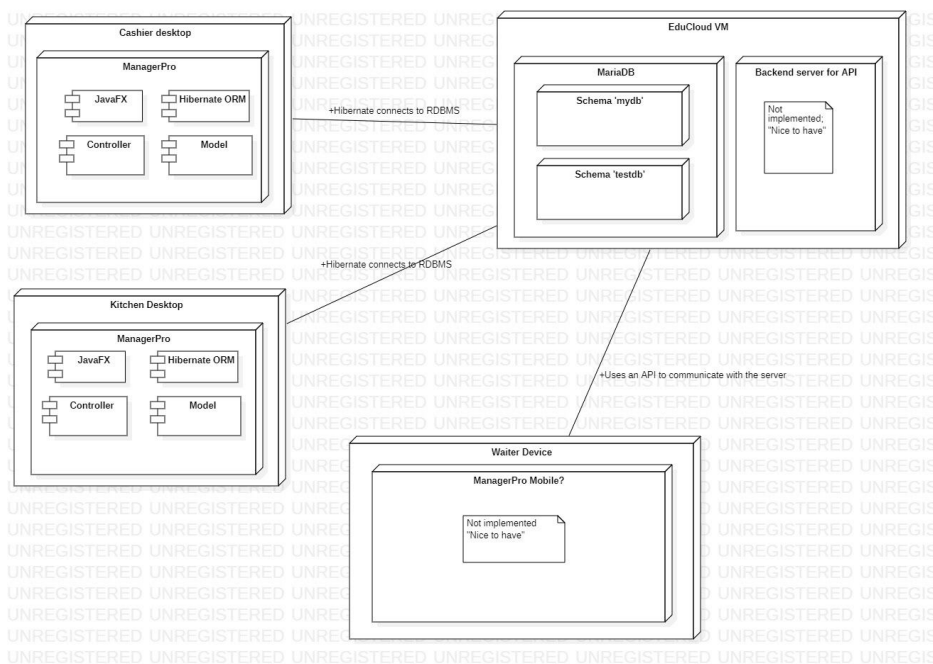 Cashier desktop
ManagerPro
JavaFX
Hibernate ORM
Controller
Model
+Hibernate connects to RDBMS
EduCloud VM
MariaDB
Schema 'mydb'
Schema 'testdb'
Backend server for API
Not
implemented;
"Nice to have"
+Hibernate connects to RDBMS
Kitchen Desktop
ManagerPro
JavaFX
Hibernate ORM
Controller
Model
+Uses an API to communicate with the server
Waiter Device
ManagerPro Mobile?
Not implemented
"Nice to have"
UNREGISTERED